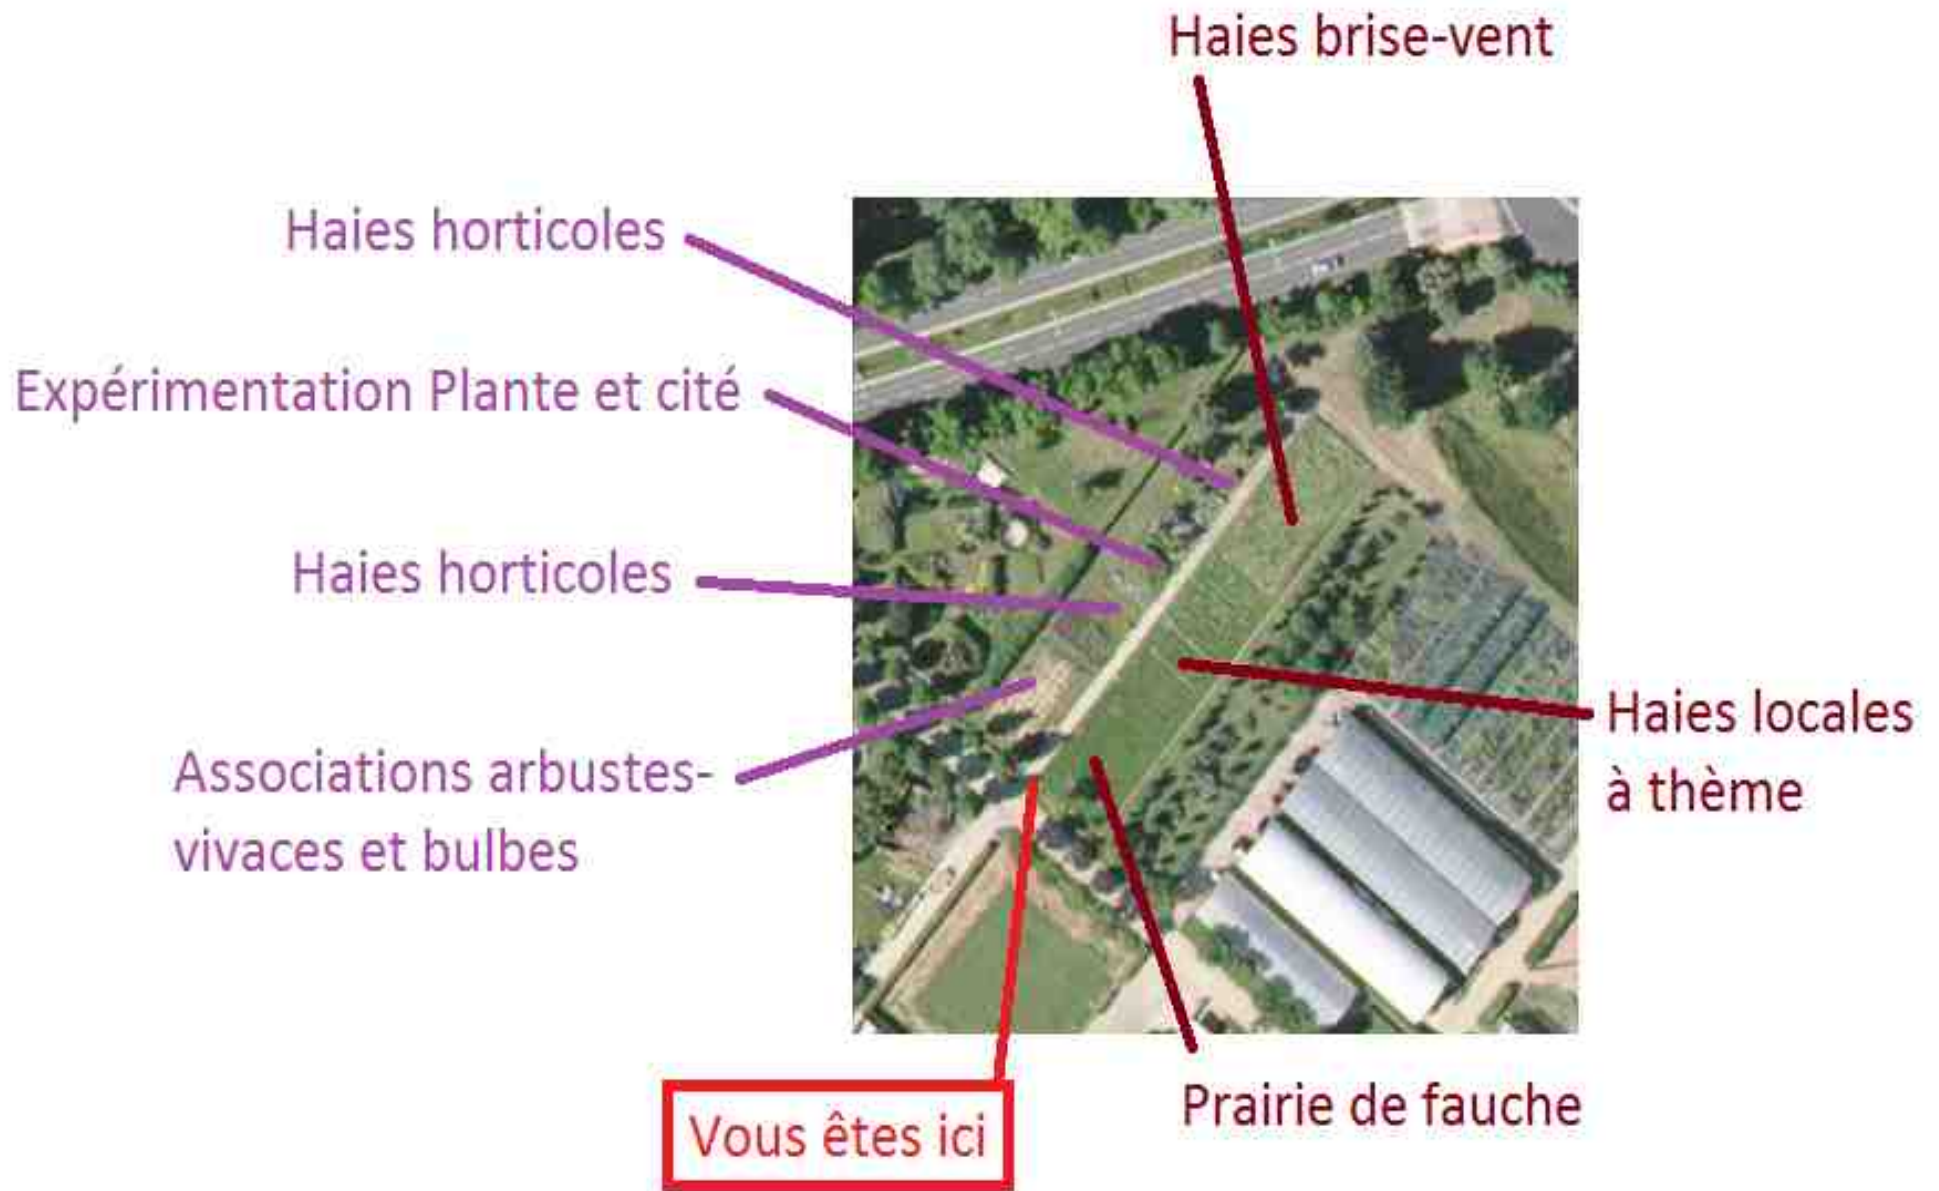 Haies brise-vent
Haies horticoles
Expérimentation Plante et cité
Haies horticoles
Haies locales
à thème
Associations arbustes-
vivaces et bulbes
Prairie de fauche
Vous êtes ici